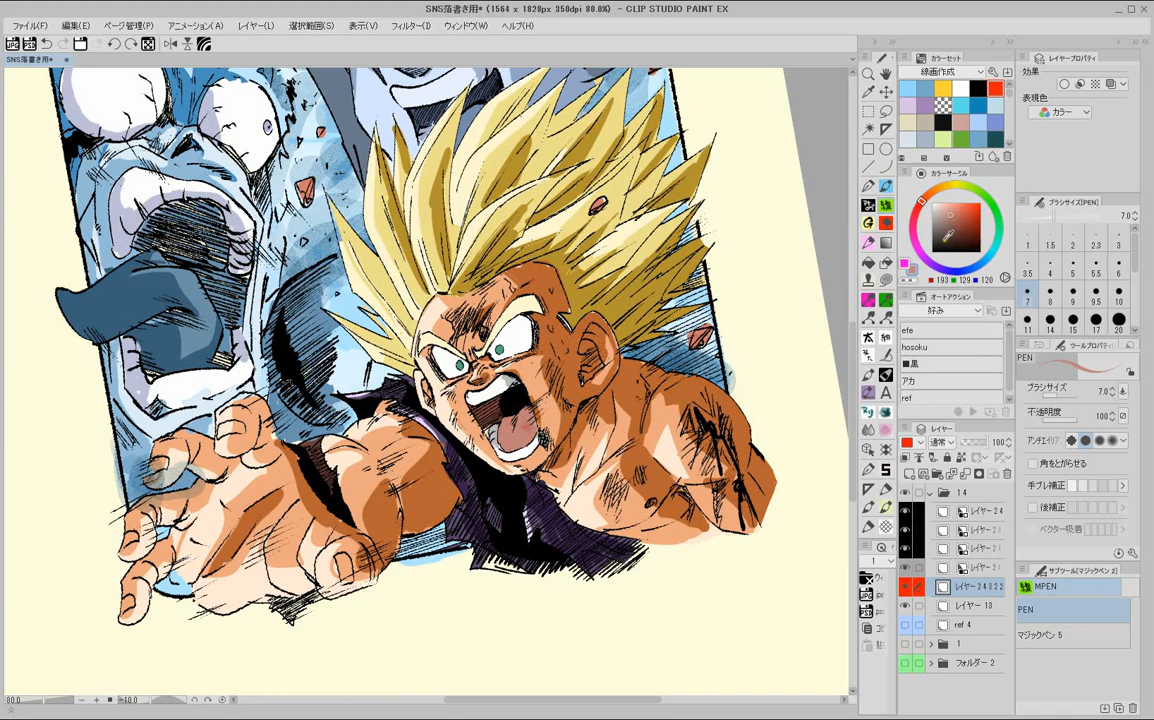 SNS落書き用* (1564 x 1828px 350dpi 80.0%) - CLIP STUDIO PAINT EX
ファイル(F) 編集(E) ページ管理(P) アニメーション(A) レイヤー(L) 選択範囲(S) 表示(V) フィルター(I) ウィンドウ(W) ヘルプ(H)
SNS落書き用*
カラーセット
線画作成
カラーサークル
193 129 120
オートアクション
好み
efe
hosoku
■黒
アカ
ref
レイヤー
通常 100
14
レイヤー 24
レイヤー 13
ref 4
1
フォルダー 2
レイヤープロパティ
効果
表現色
カラー
ブラシサイズ[PEN]
7.0
1 1.5 2 2.3 3
3.5 4 5 5.5 6
7 8 9 9.5 10
11 14 15 17 20
ツールプロパティ
PEN
ブラシサイズ 7.0
不透明度 100
アンチエイリアス
角をとがらせる
手ブレ補正
後補正
ベクター吸着
サブツール[マジックペン 2]
MPEN
PEN
マジックペン 5
80.0